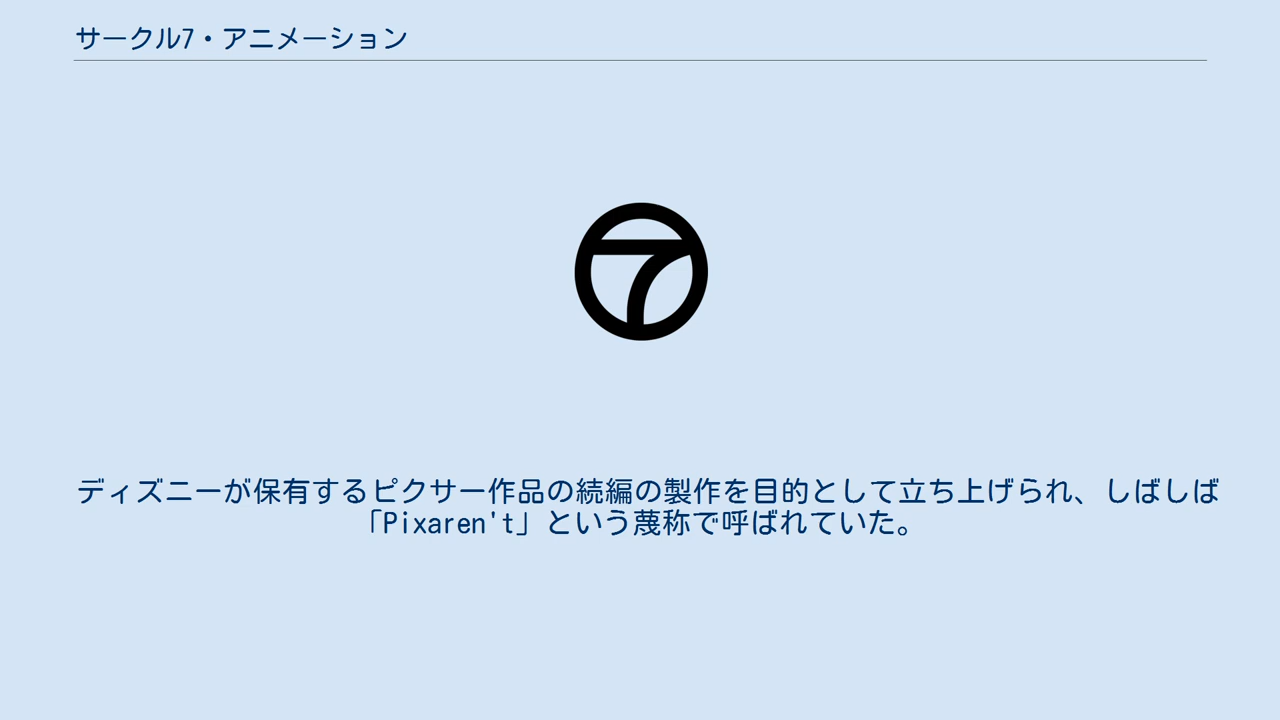 サークル7・アニメーション
7
ディズニーが保有するピクサー作品の続編の製作を目的として立ち上げられ、しばしば
「Pixaren't」という蔑称で呼ばれていた。